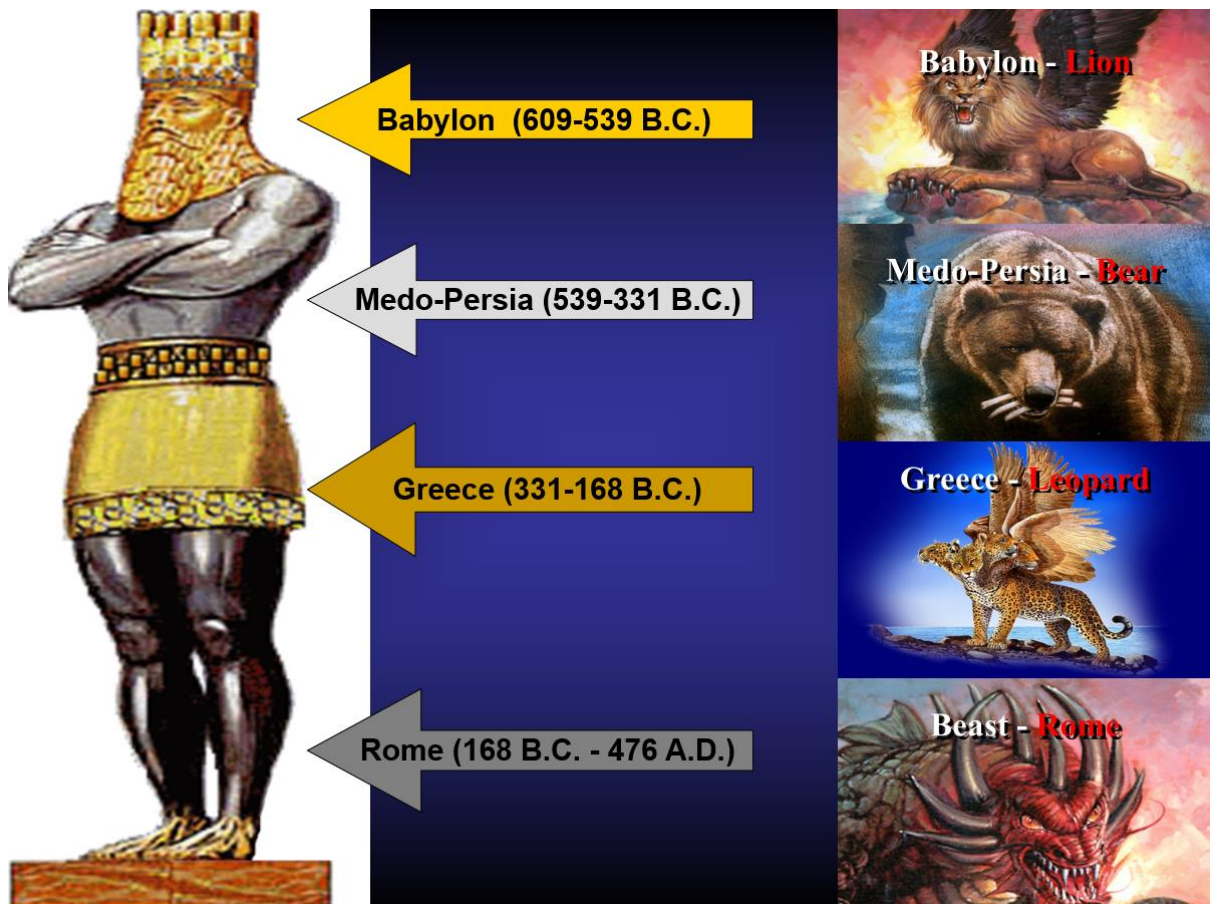 Babylon (609-539 B.C.)
Medo-Persia (539-331 B.C.)
Greece (331-168 B.C.)
Rome (168 B.C. - 476 A.D.)
Babylon - Lion
Medo-Persia - Bear
Greece - Leopard
Beast - Rome